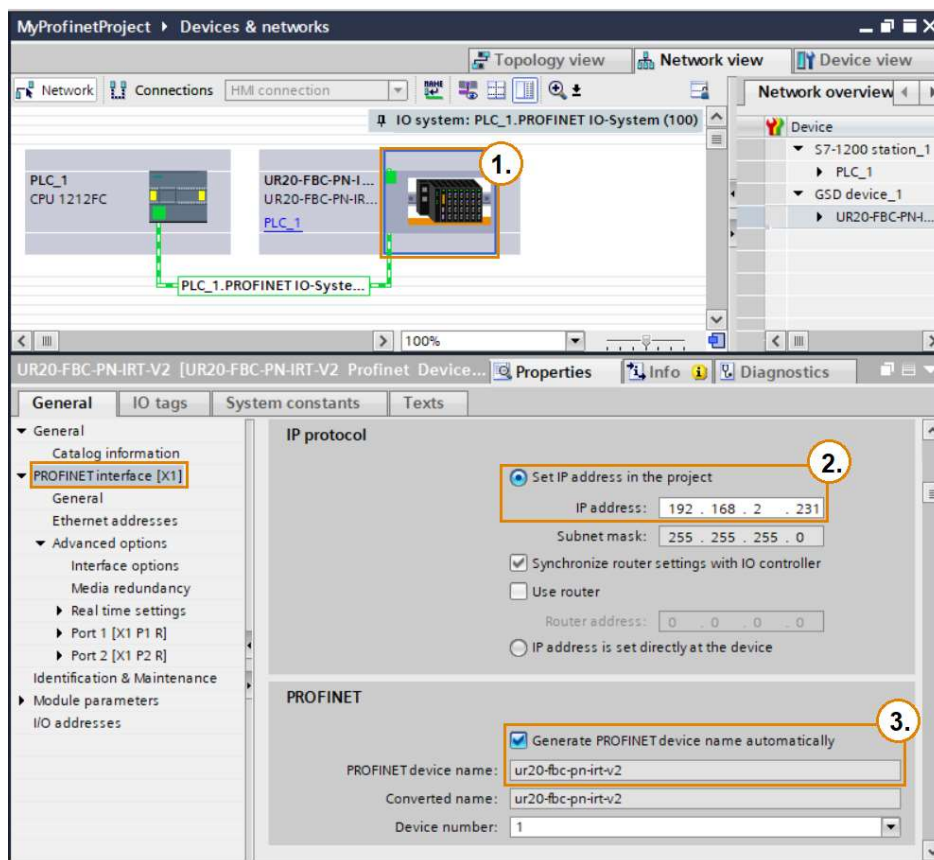 MyProfinetProject ▸ Devices & networks
Topology view Network view Device view
Network Connections HMI connection Network overview
IO system: PLC_1.PROFINET IO-System (100)
Device
1.
S7-1200 station_1
PLC_1
GSD device_1
UR20-FBC-PN-I...
PLC_1
CPU 1212FC
UR20-FBC-PN-I...
UR20-FBC-PN-IR...
PLC_1
PLC_1.PROFINET IO-Syste...
100%
UR20-FBC-PN-IRT-V2 [UR20-FBC-PN-IRT-V2 Profinet Device... Properties Info Diagnostics
General IO tags System constants Texts
General
Catalog information
PROFINET interface [X1]
General
Ethernet addresses
Advanced options
Interface options
Media redundancy
Real time settings
Port 1 [X1 P1 R]
Port 2 [X1 P2 R]
Identification & Maintenance
Module parameters
I/O addresses
IP protocol
2.
Set IP address in the project
IP address: 192 . 168 . 2 . 231
Subnet mask: 255 . 255 . 255 . 0
Synchronize router settings with IO controller
Use router
Router address: 0 . 0 . 0 . 0
IP address is set directly at the device
PROFINET
3.
Generate PROFINET device name automatically
PROFINET device name: ur20-fbc-pn-irt-v2
Converted name: ur20-fbc-pn-irt-v2
Device number: 1